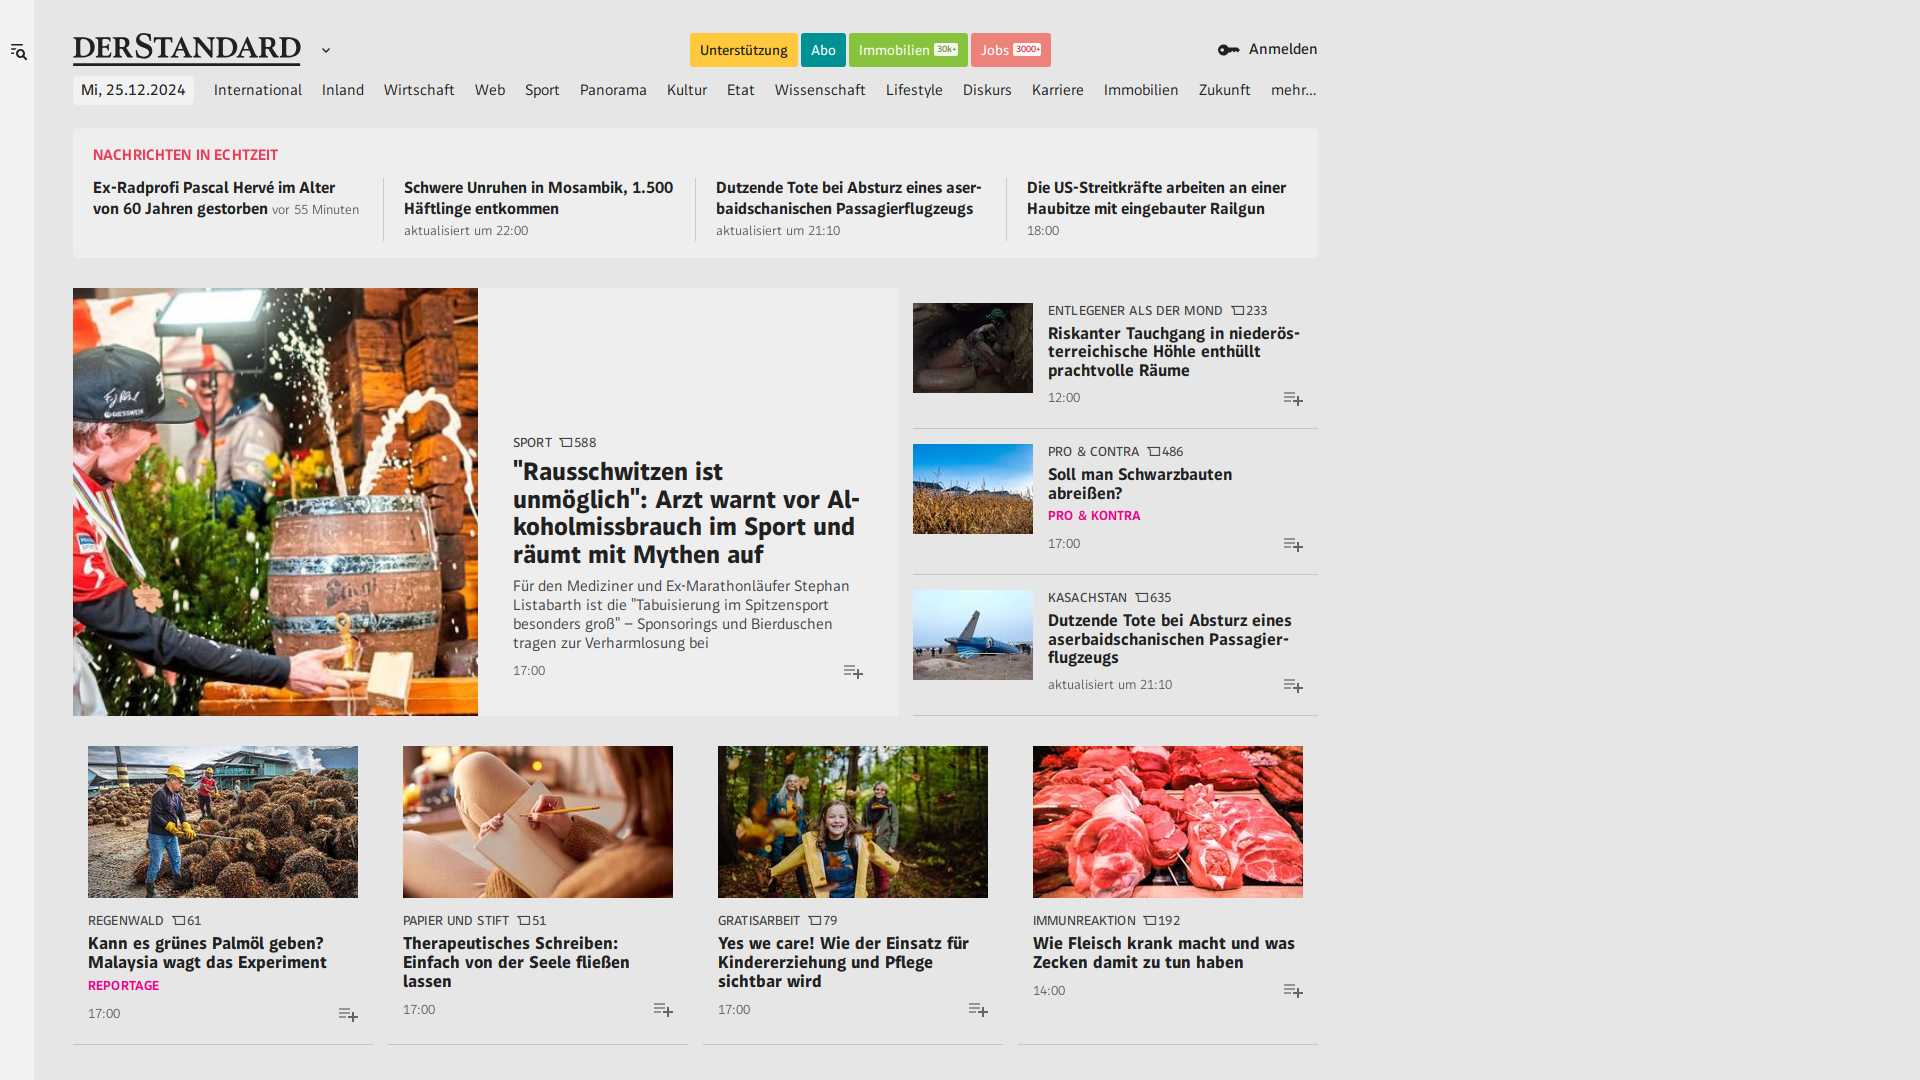 DERSTANDARD
Unterstützung
Abo
Immobilien 30k+
Jobs 3000+
Anmelden
Mi, 25.12.2024
International
Inland
Wirtschaft
Web
Sport
Panorama
Kultur
Etat
Wissenschaft
Lifestyle
Diskurs
Karriere
Immobilien
Zukunft
mehr...
NACHRICHTEN IN ECHTZEIT
Ex-Radprofi Pascal Hervé im Alter
von 60 Jahren gestorben vor 55 Minuten
Schwere Unruhen in Mosambik, 1.500
Häftlinge entkommen
aktualisiert um 22:00
Dutzende Tote bei Absturz eines aser-
baidschanischen Passagierflugzeugs
aktualisiert um 21:10
Die US-Streitkräfte arbeiten an einer
Haubitze mit eingebauter Railgun
18:00
SPORT 588
"Rausschwitzen ist
unmöglich": Arzt warnt vor Al-
koholmissbrauch im Sport und
räumt mit Mythen auf
Für den Mediziner und Ex-Marathonläufer Stephan
Listabarth ist die "Tabuisierung im Spitzensport
besonders groß" – Sponsorings und Bierduschen
tragen zur Verharmlosung bei
17:00
ENTLEGENER ALS DER MOND 233
Riskanter Tauchgang in niederös-
terreichische Höhle enthüllt
prachtvolle Räume
12:00
PRO & CONTRA 486
Soll man Schwarzbauten
abreißen?
PRO & KONTRA
17:00
KASACHSTAN 635
Dutzende Tote bei Absturz eines
aserbaidschanischen Passagier-
flugzeugs
aktualisiert um 21:10
REGENWALD 61
Kann es grünes Palmöl geben?
Malaysia wagt das Experiment
REPORTAGE
17:00
PAPIER UND STIFT 51
Therapeutisches Schreiben:
Einfach von der Seele fließen
lassen
17:00
GRATISARBEIT 79
Yes we care! Wie der Einsatz für
Kindererziehung und Pflege
sichtbar wird
17:00
IMMUNREAKTION 192
Wie Fleisch krank macht und was
Zecken damit zu tun haben
14:00